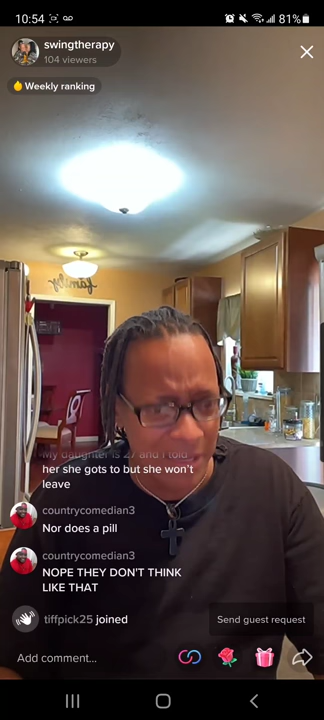 10:54
81%
swingtherapy
104 viewers
Weekly ranking
family
My daughter is 27 and I told
her she gots to but she won't
leave
countrycomedian3
Nor does a pill
countrycomedian3
NOPE THEY DON'T THINK
LIKE THAT
tiffpick25 joined
Send guest request
Add comment...